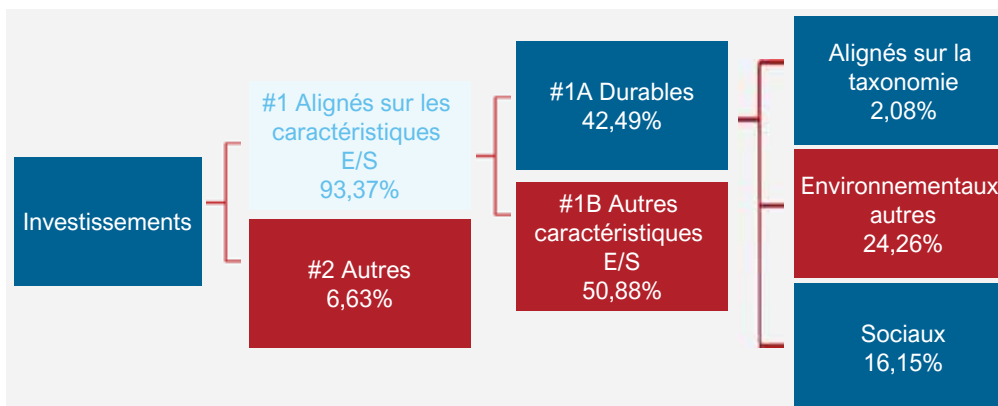 Investissements
#1 Alignés sur les
caractéristiques
E/S
93,37%
#2 Autres
6,63%
#1A Durables
42,49%
#1B Autres
caractéristiques
E/S
50,88%
Alignés sur la
taxonomie
2,08%
Environnementaux
autres
24,26%
Sociaux
16,15%